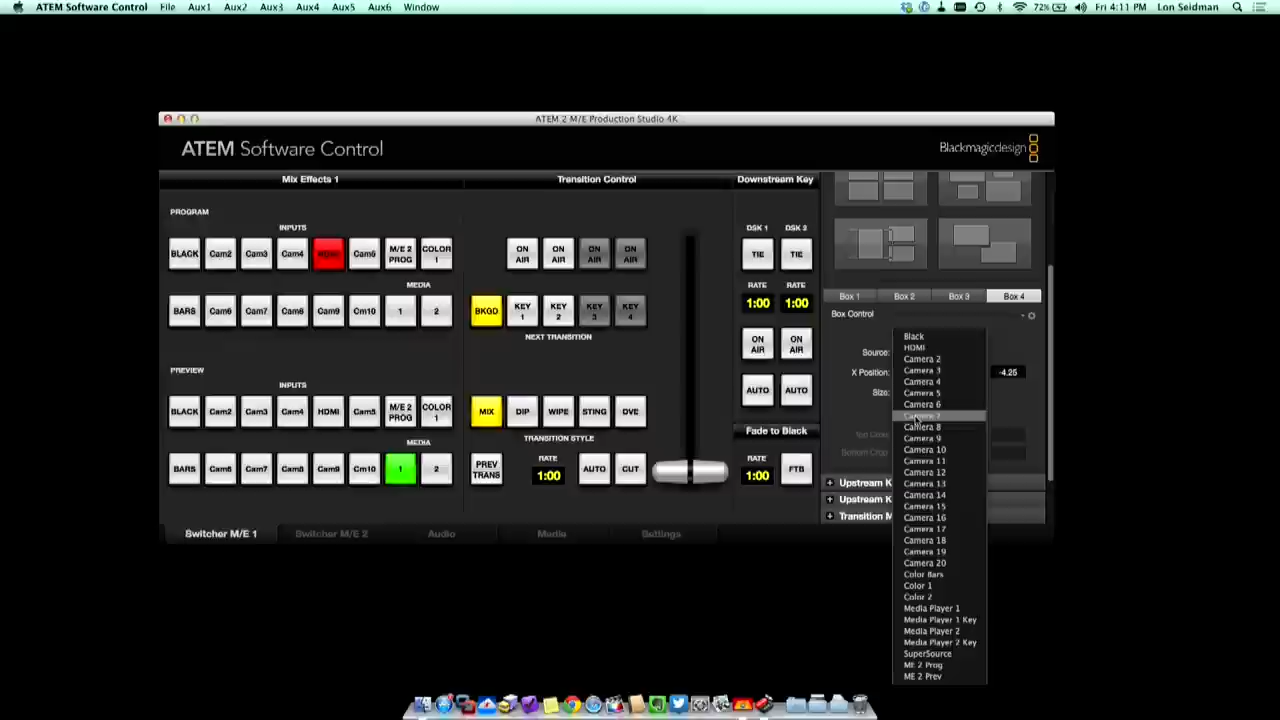 ATEM Software Control File Aux1 Aux2 Aux3 Aux4 Aux5 Aux6 Window 72% Fri 4:11 PM Lon Seidman
ATEM 2 M/E Production Studio 4K
ATEM Software Control Blackmagicdesign
Mix Effects 1 Transition Control Downstream Key
PROGRAM
INPUTS
BLACK Cam2 Cam3 Cam4 Cam5 M/E 2 PROG COLOR 1
MEDIA
BARS Cam6 Cam7 Cam8 Cam9 Cm10 1 2
PREVIEW
INPUTS
BLACK Cam2 Cam3 Cam4 HDMI Cam5 M/E 2 PROG COLOR 1
MEDIA
BARS Cam6 Cam7 Cam8 Cam9 Cm10 1 2
ON AIR ON AIR ON AIR ON AIR
BKGD KEY 1 KEY 2 KEY 3 KEY 4
NEXT TRANSITION
MIX DIP WIPE STING DVE
TRANSITION STYLE
RATE
PREV TRANS 1:00 AUTO CUT
DSK 1 DSK 2
TIE TIE
RATE RATE
1:00 1:00
ON AIR ON AIR
AUTO AUTO
Fade to Black
RATE
1:00 FTB
Box 1 Box 2 Box 3 Box 4
Box Control
Source:
X Position: -4.25
Size:
Bottom Crop
Upstream K
Upstream K
Transition M
Black
HDMI
Camera 2
Camera 3
Camera 4
Camera 5
Camera 6
Camera 7
Camera 8
Camera 9
Camera 10
Camera 11
Camera 12
Camera 13
Camera 14
Camera 15
Camera 16
Camera 17
Camera 18
Camera 19
Camera 20
Color Bars
Color 1
Color 2
Media Player 1
Media Player 1 Key
Media Player 2
Media Player 2 Key
SuperSource
ME 2 Prog
ME 2 Prev
Switcher M/E 1 Switcher M/E 2 Audio Media Settings